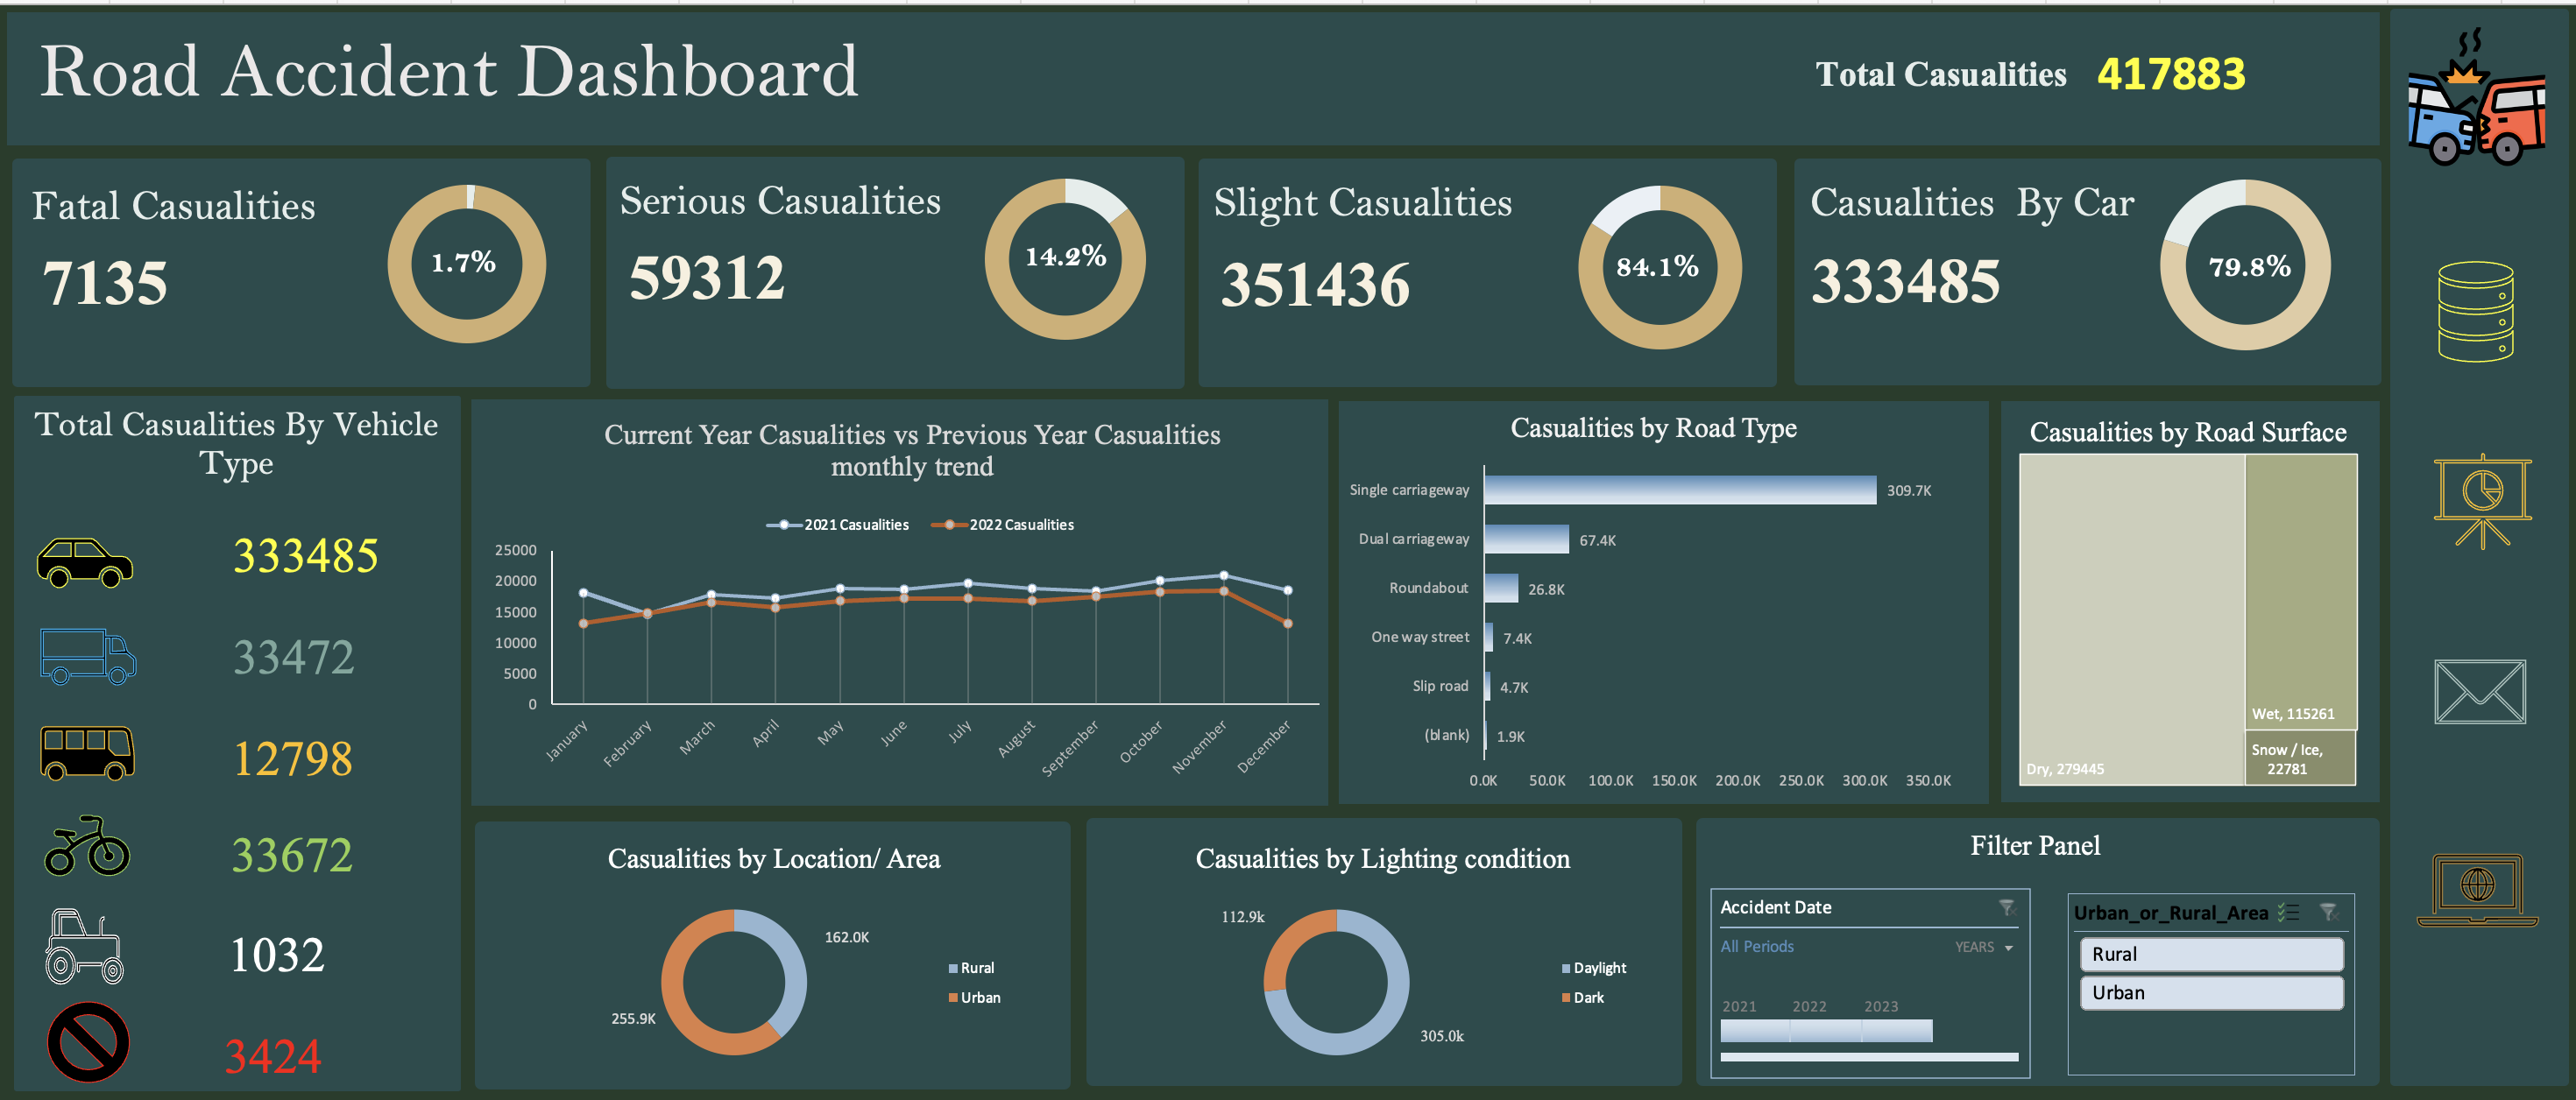 Road Accident Dashboard
Total Casualities 417883
Fatal Casualities
7135
1.7%
Serious Casualities
59312
14.2%
Slight Casualities
351436
84.1%
Casualities By Car
333485
79.8%
Total Casualities By Vehicle
Type
333485
33472
12798
33672
1032
3424
Current Year Casualities vs Previous Year Casualities
monthly trend
2021 Casualities
2022 Casualities
25000
20000
15000
10000
5000
0
January
February
March
April
May
June
July
August
September
October
November
December
Casualities by Road Type
Single carriageway 309.7K
Dual carriageway 67.4K
Roundabout 26.8K
One way street 7.4K
Slip road 4.7K
(blank) 1.9K
0.0K 50.0K 100.0K 150.0K 200.0K 250.0K 300.0K 350.0K
Casualities by Road Surface
Dry, 279445
Wet, 115261
Snow / Ice,
22781
Casualities by Location/ Area
162.0K
255.9K
Rural
Urban
Casualities by Lighting condition
112.9k
305.0k
Daylight
Dark
Filter Panel
Accident Date
All Periods YEARS
2021 2022 2023
Urban_or_Rural_Area
Rural
Urban